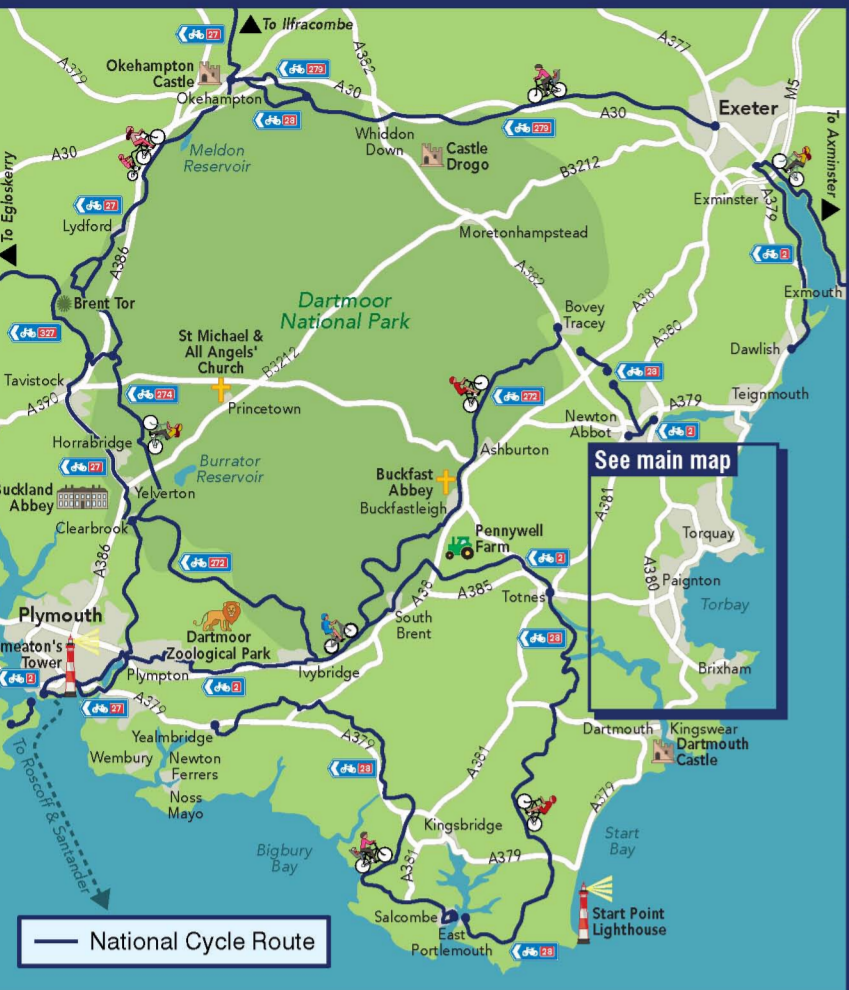 27
To Ilfracombe
A377
A379
A382
Okehampton
Castle
279
A30
M5
Okehampton
28
Exeter
A30
279
To Axminster
Whiddon
Down
Castle
Drogo
Meldon
Reservoir
A30
B3212
To Egloskerry
27
Exminster
A379
Lydford
A386
Moretonhampstead
2
A382
Exmouth
Brent Tor
Dartmoor
National Park
A38
Bovey
Tracey
A380
327
St Michael &
All Angels'
Church
B3212
Dawlish
28
Tavistock
A390
274
Princetown
272
Teignmouth
A379
Newton
Abbot
2
Horrabridge
Ashburton
27
Burrator
Reservoir
See main map
Buckfast
Abbey
Buckland
Abbey
Yelverton
Buckfastleigh
A381
Clearbrook
Pennywell
Farm
Torquay
A386
272
2
A380
Paignton
A38
A385
Totnes
Torbay
Plymouth
South
Brent
28
Smeaton's
Tower
Dartmoor
Zoological Park
Brixham
2
Plympton
2
Ivybridge
27
A379
Dartmouth
Kingswear
Dartmouth
Castle
Yealmbridge
A379
A381
Wembury
Newton
Ferrers
28
To Roscoff & Santander
Noss
Mayo
A379
Kingsbridge
Start
Bay
Bigbury
Bay
A381
A379
Salcombe
East
Portlemouth
Start Point
Lighthouse
28
National Cycle Route